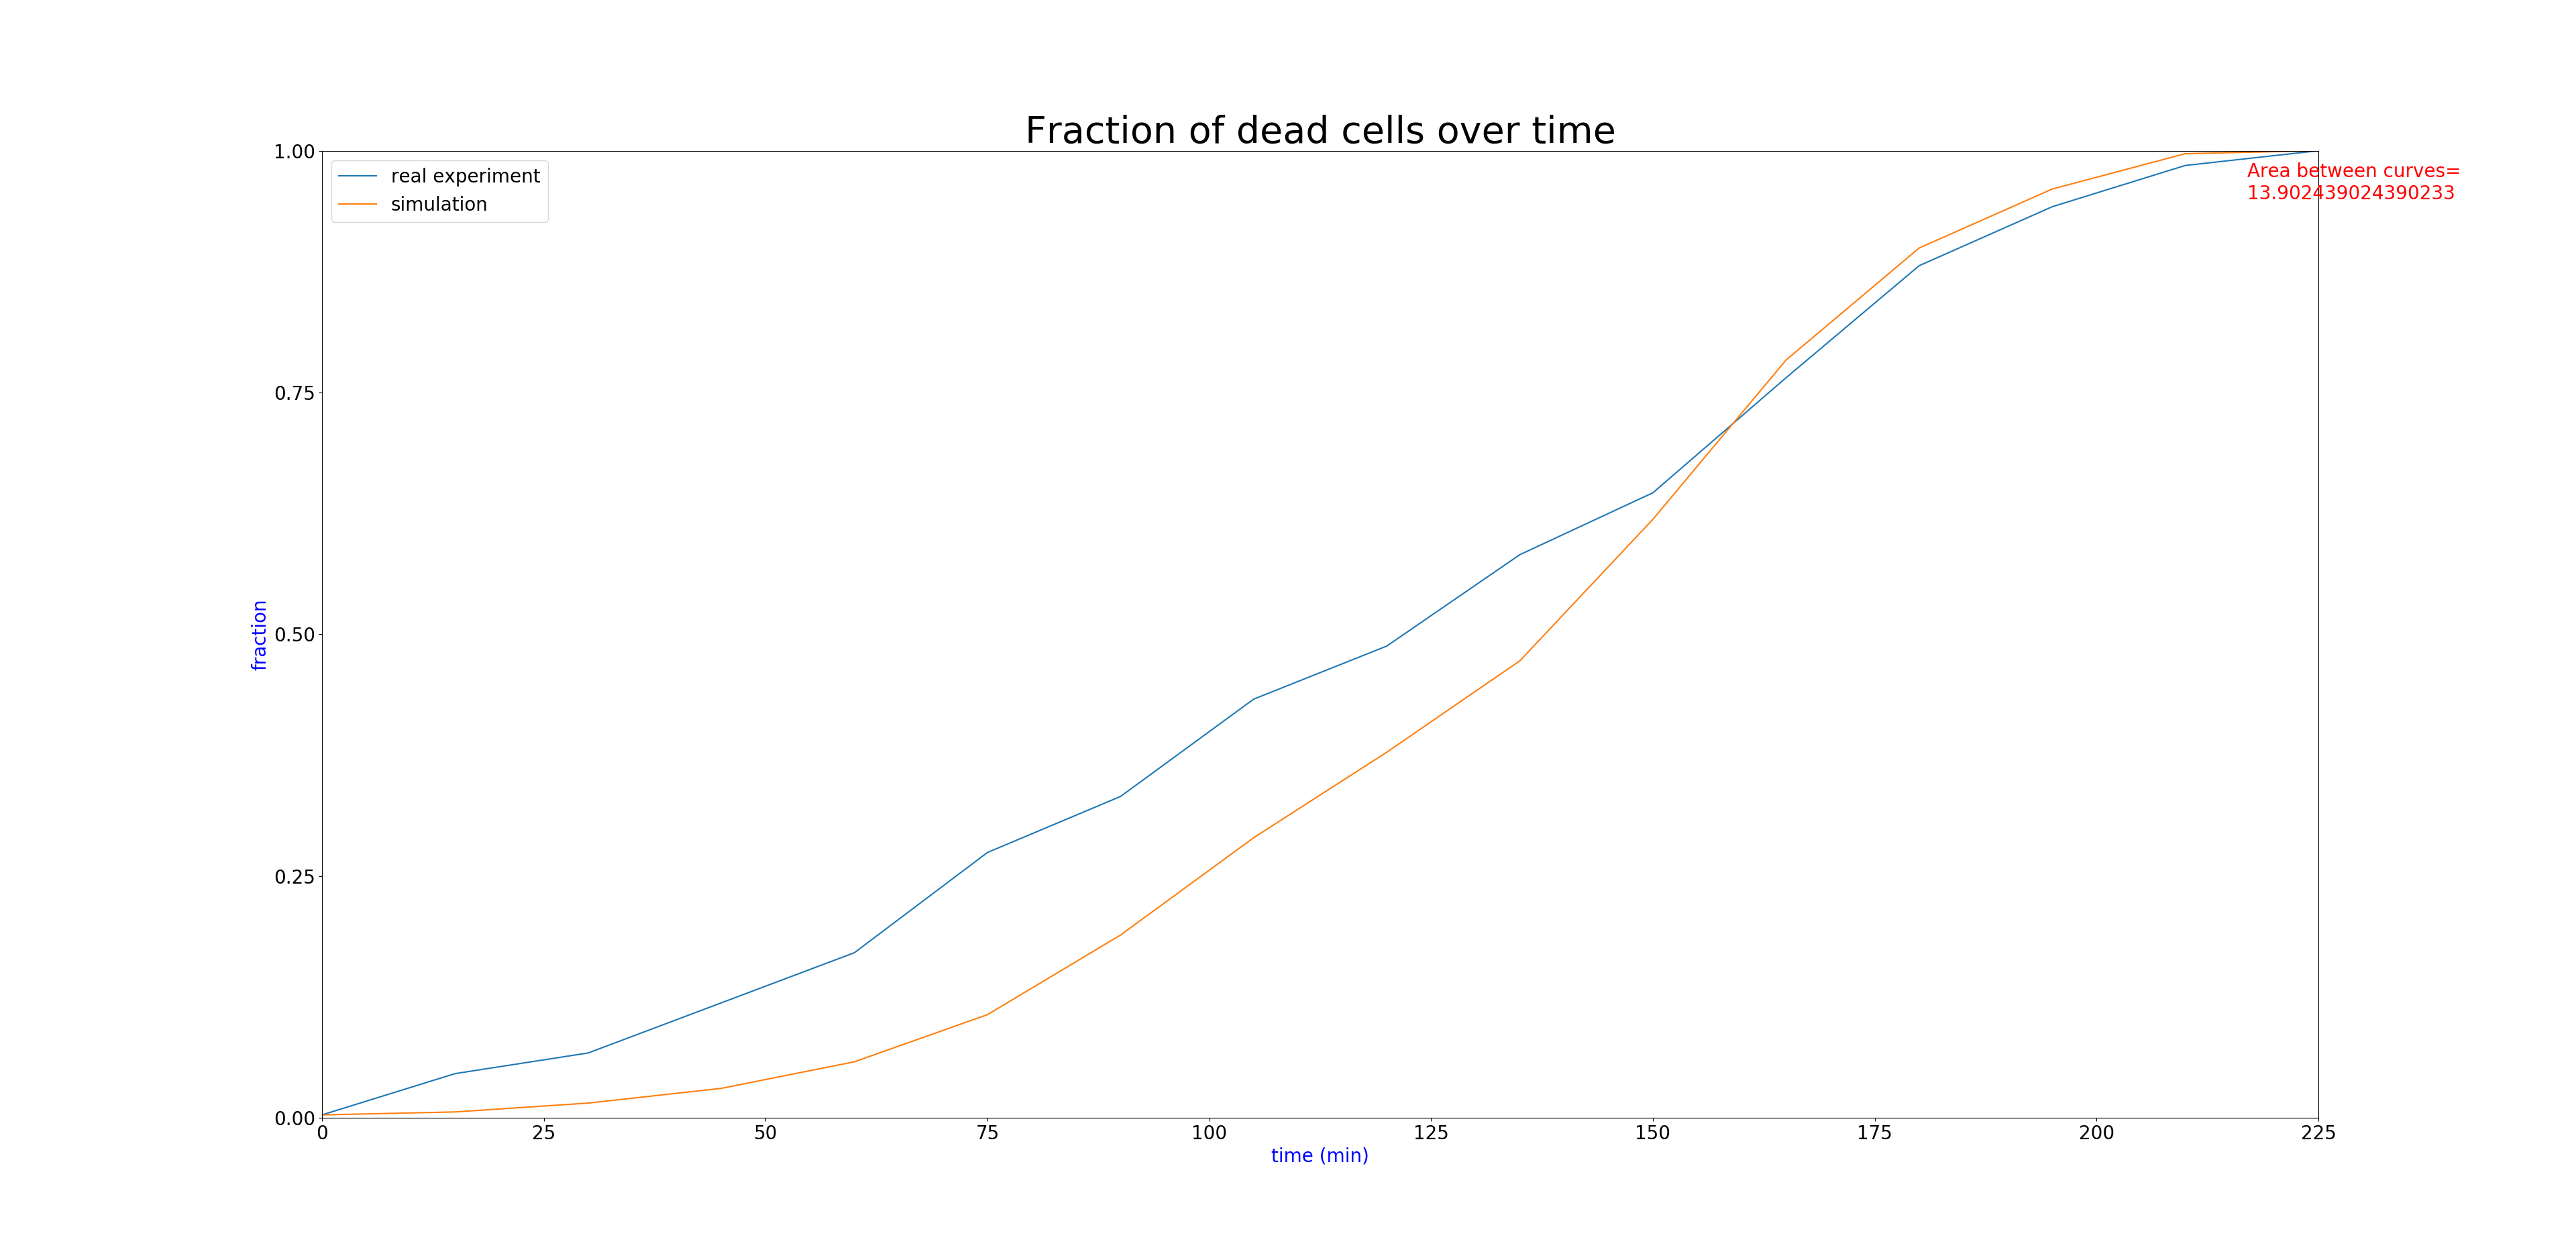 Fraction of dead cells over time
1.00
0.75
0.50
0.25
0.00
fraction
real experiment
simulation
Area between curves=
13.902439024390233
0 25 50 75 100 125 150 175 200 225
time (min)